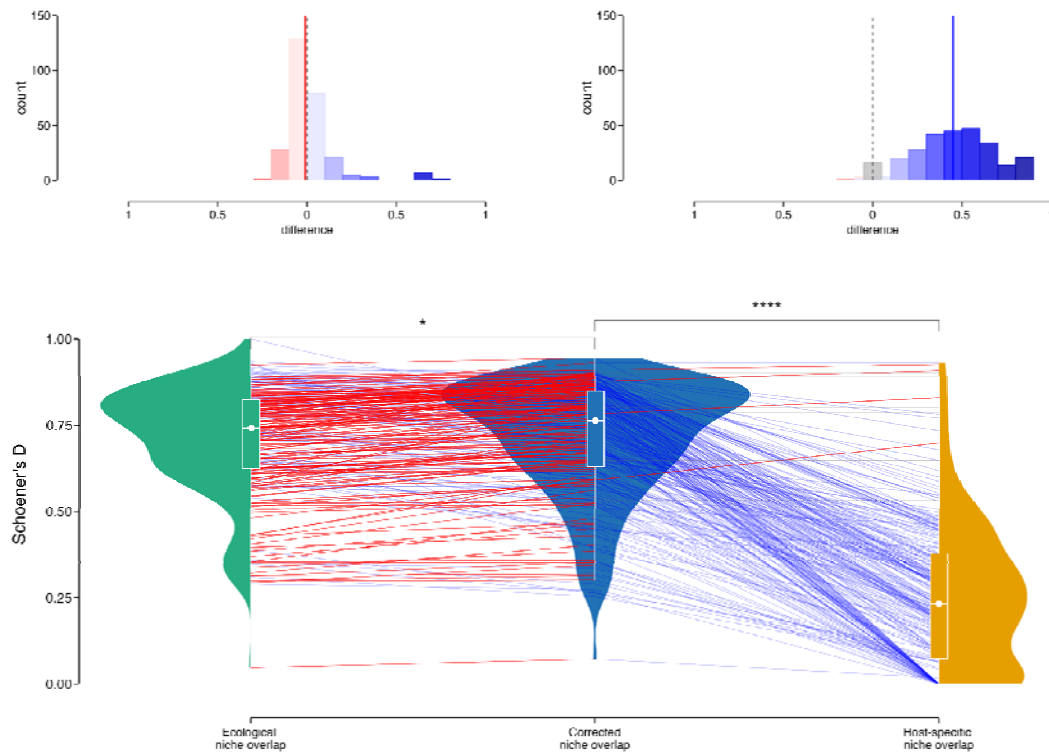 150
100
50
0
count
1
0.5
0
0.5
1
difference
150
100
50
0
count
1
0.5
0
0.5
difference
*
****
1.00
0.75
0.50
0.25
0.00
Schoener's D
Ecological
niche overlap
Corrected
niche overlap
Host-specific
niche overlap